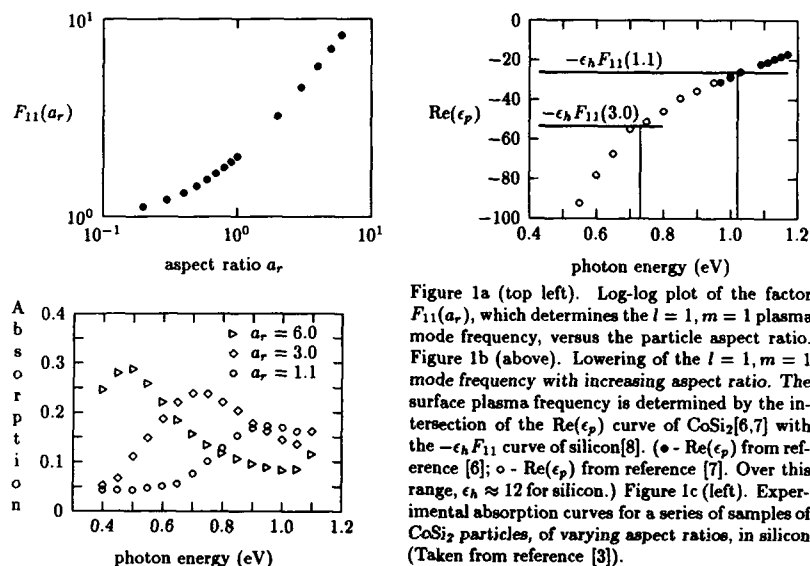 10¹
F₁₁(aᵣ)
10⁰
10⁻¹ 10⁰ 10¹
aspect ratio aᵣ
0
−20
−40
−60
−80
−100
Re(ϵₚ)
−ϵₕF₁₁(1.1)
−ϵₕF₁₁(3.0)
0.4 0.6 0.8 1.0 1.2
photon energy (eV)
Absorption
0.4
0.3
0.2
0.1
0
▷ aᵣ = 6.0
◇ aᵣ = 3.0
○ aᵣ = 1.1
0.4 0.6 0.8 1.0 1.2
photon energy (eV)
Figure 1a (top left). Log-log plot of the factor
F₁₁(aᵣ), which determines the l = 1, m = 1 plasma
mode frequency, versus the particle aspect ratio.
Figure 1b (above). Lowering of the l = 1, m = 1
mode frequency with increasing aspect ratio. The
surface plasma frequency is determined by the in-
tersection of the Re(ϵₚ) curve of CoSi₂[6,7] with
the −ϵₕF₁₁ curve of silicon[8]. (● - Re(ϵₚ) from ref-
erence [6]; ○ - Re(ϵₚ) from reference [7]. Over this
range, ϵₕ ≈ 12 for silicon.) Figure 1c (left). Exper-
imental absorption curves for a series of samples of
CoSi₂ particles, of varying aspect ratios, in silicon
(Taken from reference [3]).